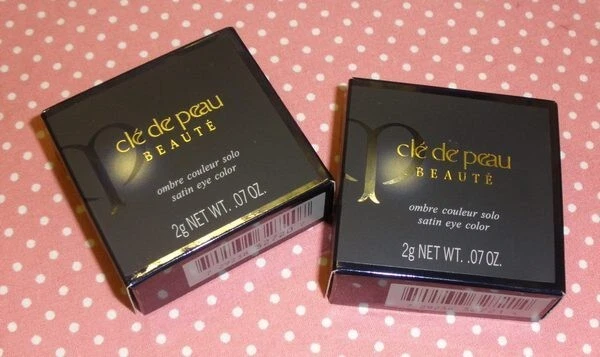 clé de peau
BEAUTÉ
ombre couleur solo
satin eye color
2g NET WT. .07 OZ.
clé de peau
BEAUTÉ
ombre couleur solo
satin eye color
2g NET WT. .07 OZ.